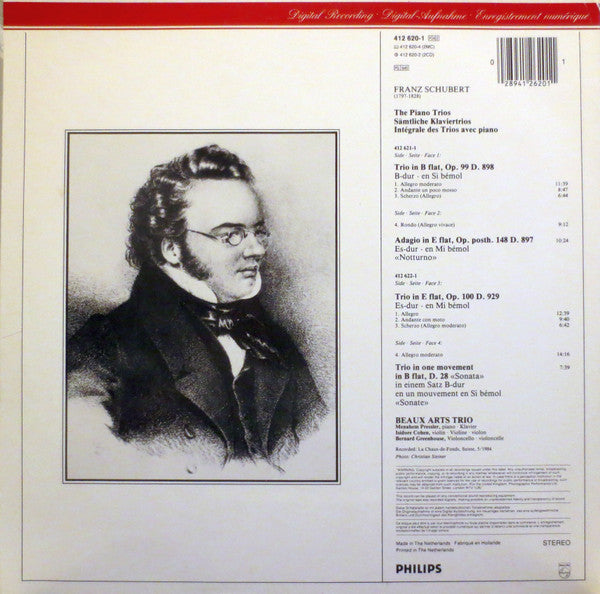 Digital Recording · Digital-Aufnahme · Enregistrement numérique
412 620-1
412 620-4 (2MC)
412 620-2 (2CD)
0
28941 26201
1
FRANZ SCHUBERT
(1797-1828)
The Piano Trios
Sämtliche Klaviertrios
Intégrale des Trios avec piano
412 621-1
Side · Seite · Face 1:
Trio in B flat, Op. 99 D. 898
B-dur · en Si bémol
1. Allegro moderato 11:39
2. Andante un poco mosso 8:47
3. Scherzo (Allegro) 6:44
Side · Seite · Face 2:
4. Rondo (Allegro vivace) 9:12
Adagio in E flat, Op. posth. 148 D. 897 10:24
Es-dur · en Mi bémol
«Notturno»
412 622-1
Side · Seite · Face 3:
Trio in E flat, Op. 100 D. 929
Es-dur · en Mi bémol
1. Allegro 12:39
2. Andante con moto 9:40
3. Scherzo (Allegro moderato) 6:42
Side · Seite · Face 4:
4. Allegro moderato 14:16
Trio in one movement 7:39
in B flat, D. 28 «Sonata»
in einem Satz B-dur
en un mouvement en Si bémol
«Sonate»
BEAUX ARTS TRIO
Menahem Pressler, piano · Klavier
Isidore Cohen, violin · Violine · violon
Bernard Greenhouse, Violoncello · violoncelle
Recorded: La Chaux-de-Fonds, Suisse, 5/1984
Photo: Christian Steiner
Made in The Netherlands Fabriqué en Hollande
Printed in The Netherlands
STEREO
PHILIPS
PHILIPS